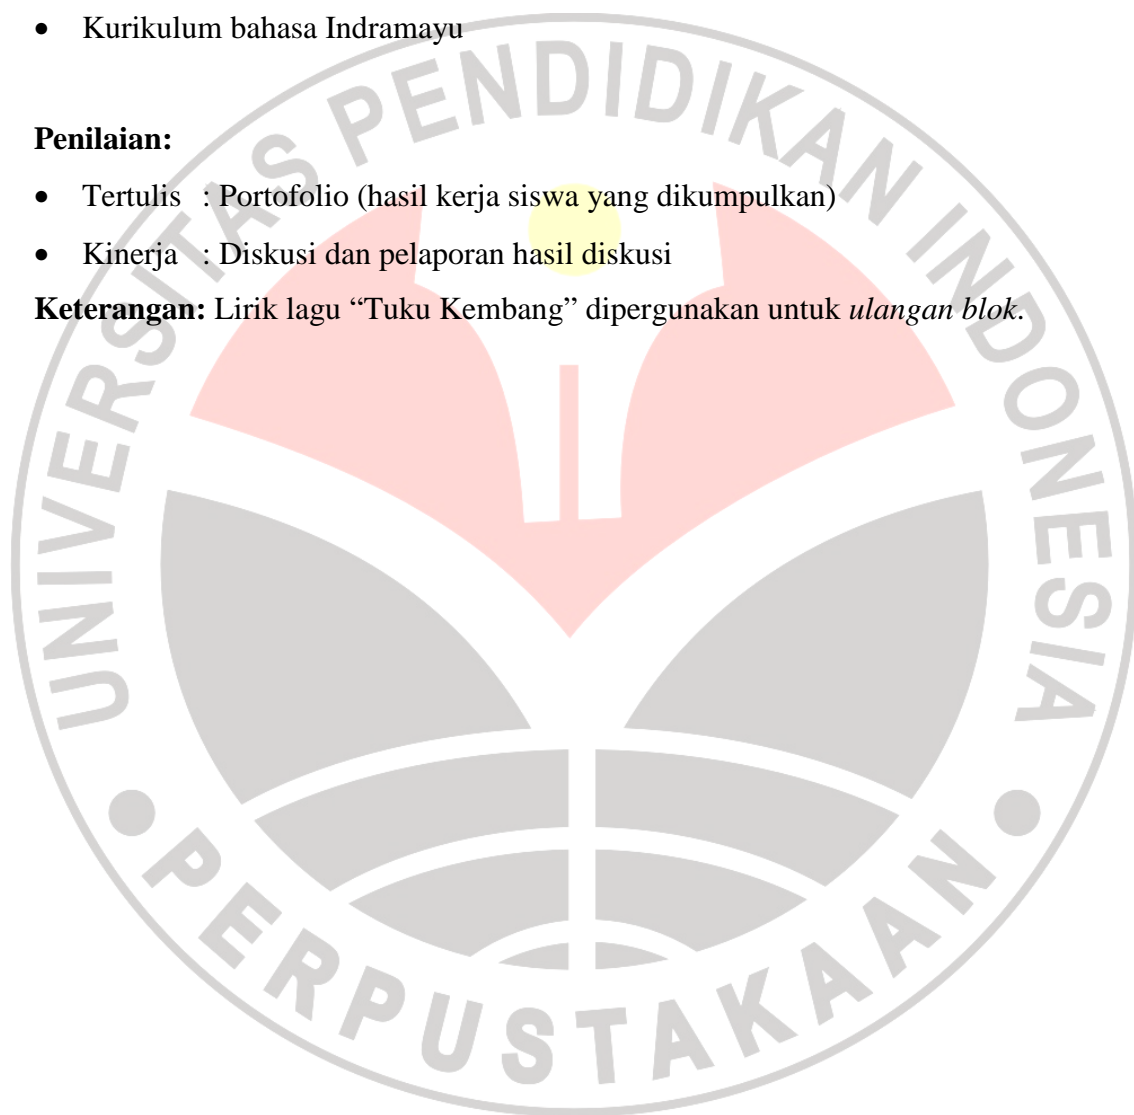 • Kurikulum bahasa Indramayu
Penilaian:
• Tertulis : Portofolio (hasil kerja siswa yang dikumpulkan)
• Kinerja : Diskusi dan pelaporan hasil diskusi
Keterangan: Lirik lagu “Tuku Kembang” dipergunakan untuk ulangan blok.
UNIVERSITAS PENDIDIKAN INDONESIA
PERPUSTAKAAN